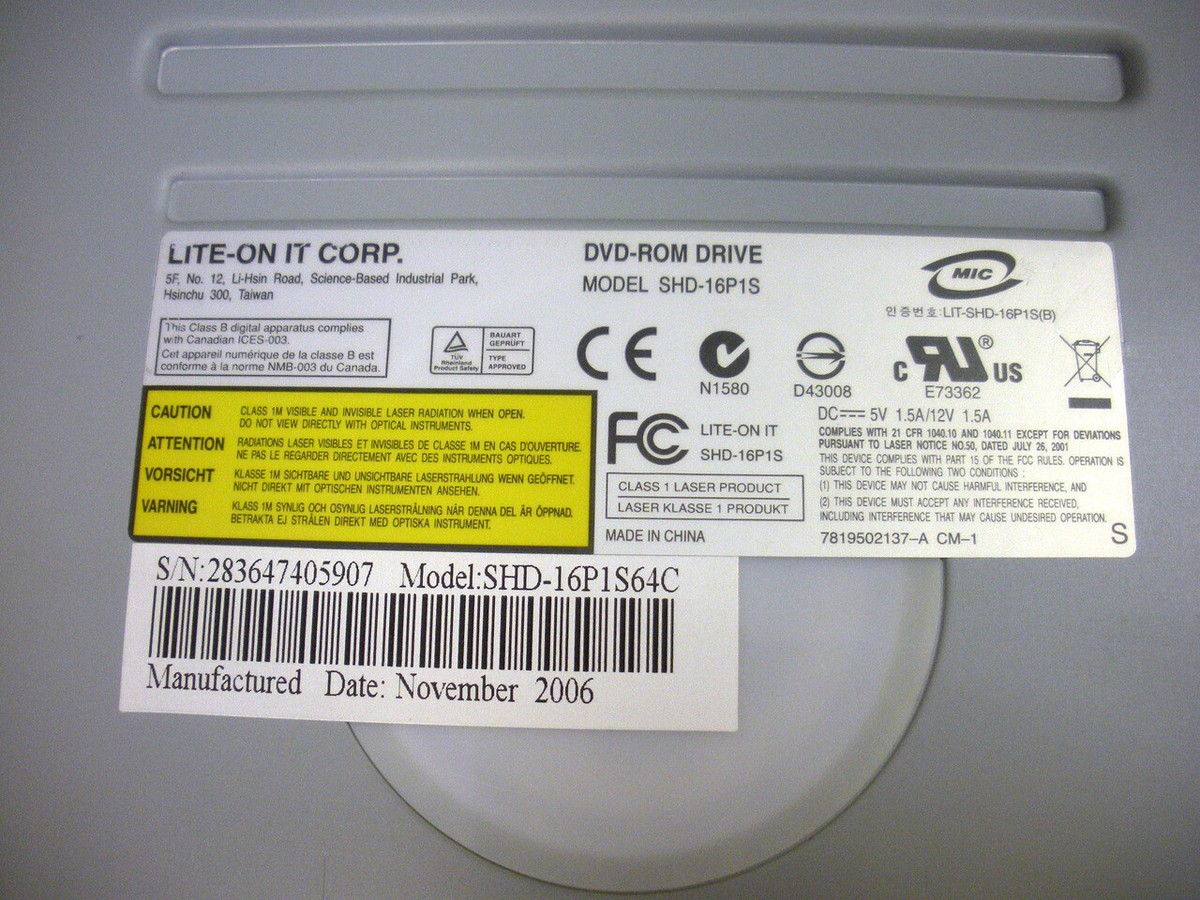 LITE-ON IT CORP.
5F, No. 12, Li-Hsin Road, Science-Based Industrial Park,
Hsinchu 300, Taiwan
This Class B digital apparatus complies
with Canadian ICES-003.
Cet appareil numérique de la classe B est
conforme à la norme NMB-003 du Canada.
TÜV
Rheinland
Product Safety
BAUART
GEPRÜFT
TYPE
APPROVED
DVD-ROM DRIVE
MODEL SHD-16P1S
MIC
인증번호:LIT-SHD-16P1S(B)
CE
N1580
D43008
c RU ® US
E73362
DC 5V 1.5A/12V 1.5A
FC
LITE-ON IT
SHD-16P1S
CLASS 1 LASER PRODUCT
LASER KLASSE 1 PRODUKT
MADE IN CHINA
COMPLIES WITH 21 CFR 1040.10 AND 1040.11 EXCEPT FOR DEVIATIONS
PURSUANT TO LASER NOTICE NO.50, DATED JULY 26, 2001
THIS DEVICE COMPLIES WITH PART 15 OF THE FCC RULES. OPERATION IS
SUBJECT TO THE FOLLOWING TWO CONDITIONS :
(1) THIS DEVICE MAY NOT CAUSE HARMFUL INTERFERENCE, AND
(2) THIS DEVICE MUST ACCEPT ANY INTERFERENCE RECEIVED,
INCLUDING INTERFERENCE THAT MAY CAUSE UNDESIRED OPERATION.
7819502137-A CM-1
S
CAUTION CLASS 1M VISIBLE AND INVISIBLE LASER RADIATION WHEN OPEN.
DO NOT VIEW DIRECTLY WITH OPTICAL INSTRUMENTS.
ATTENTION RADIATIONS LASER VISIBLES ET INVISIBLES DE CLASSE 1M EN CAS D'OUVERTURE.
NE PAS LE REGARDER DIRECTEMENT AVEC DES INSTRUMENTS OPTIQUES.
VORSICHT KLASSE 1M SICHTBARE UND UNSICHTBARE LASERSTRAHLUNG WENN GEÖFFNET.
NICHT DIREKT MIT OPTISCHEN INSTRUMENTEN ANSEHEN.
VARNING KLASS 1M SYNLIG OCH OSYNLIG LASERSTRÅLNING NÄR DENNA DEL ÄR ÖPPNAD.
BETRAKTA EJ STRÅLEN DIREKT MED OPTISKA INSTRUMENT.
S/N:283647405907 Model:SHD-16P1S64C
Manufactured Date: November 2006